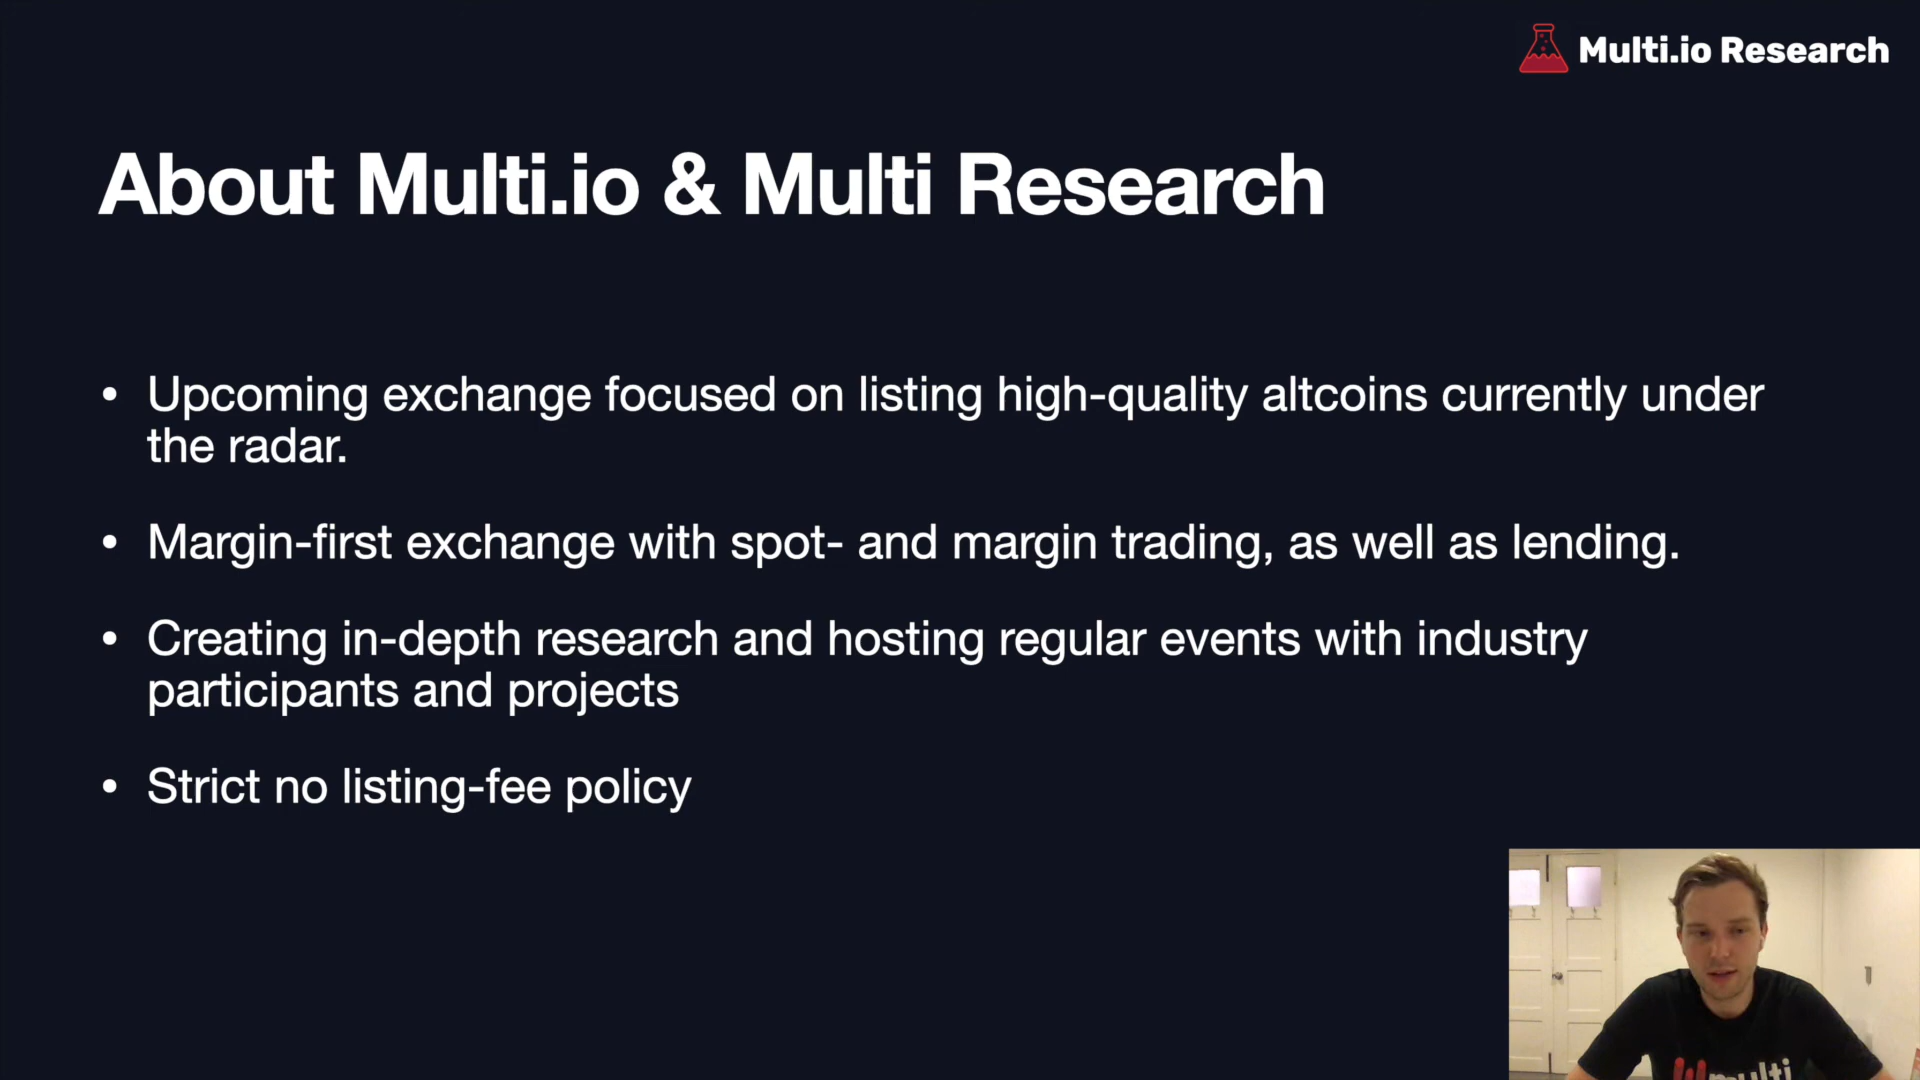 Multi.io Research
About Multi.io & Multi Research
• Upcoming exchange focused on listing high-quality altcoins currently under
the radar.
• Margin-first exchange with spot- and margin trading, as well as lending.
• Creating in-depth research and hosting regular events with industry
participants and projects
• Strict no listing-fee policy
multi